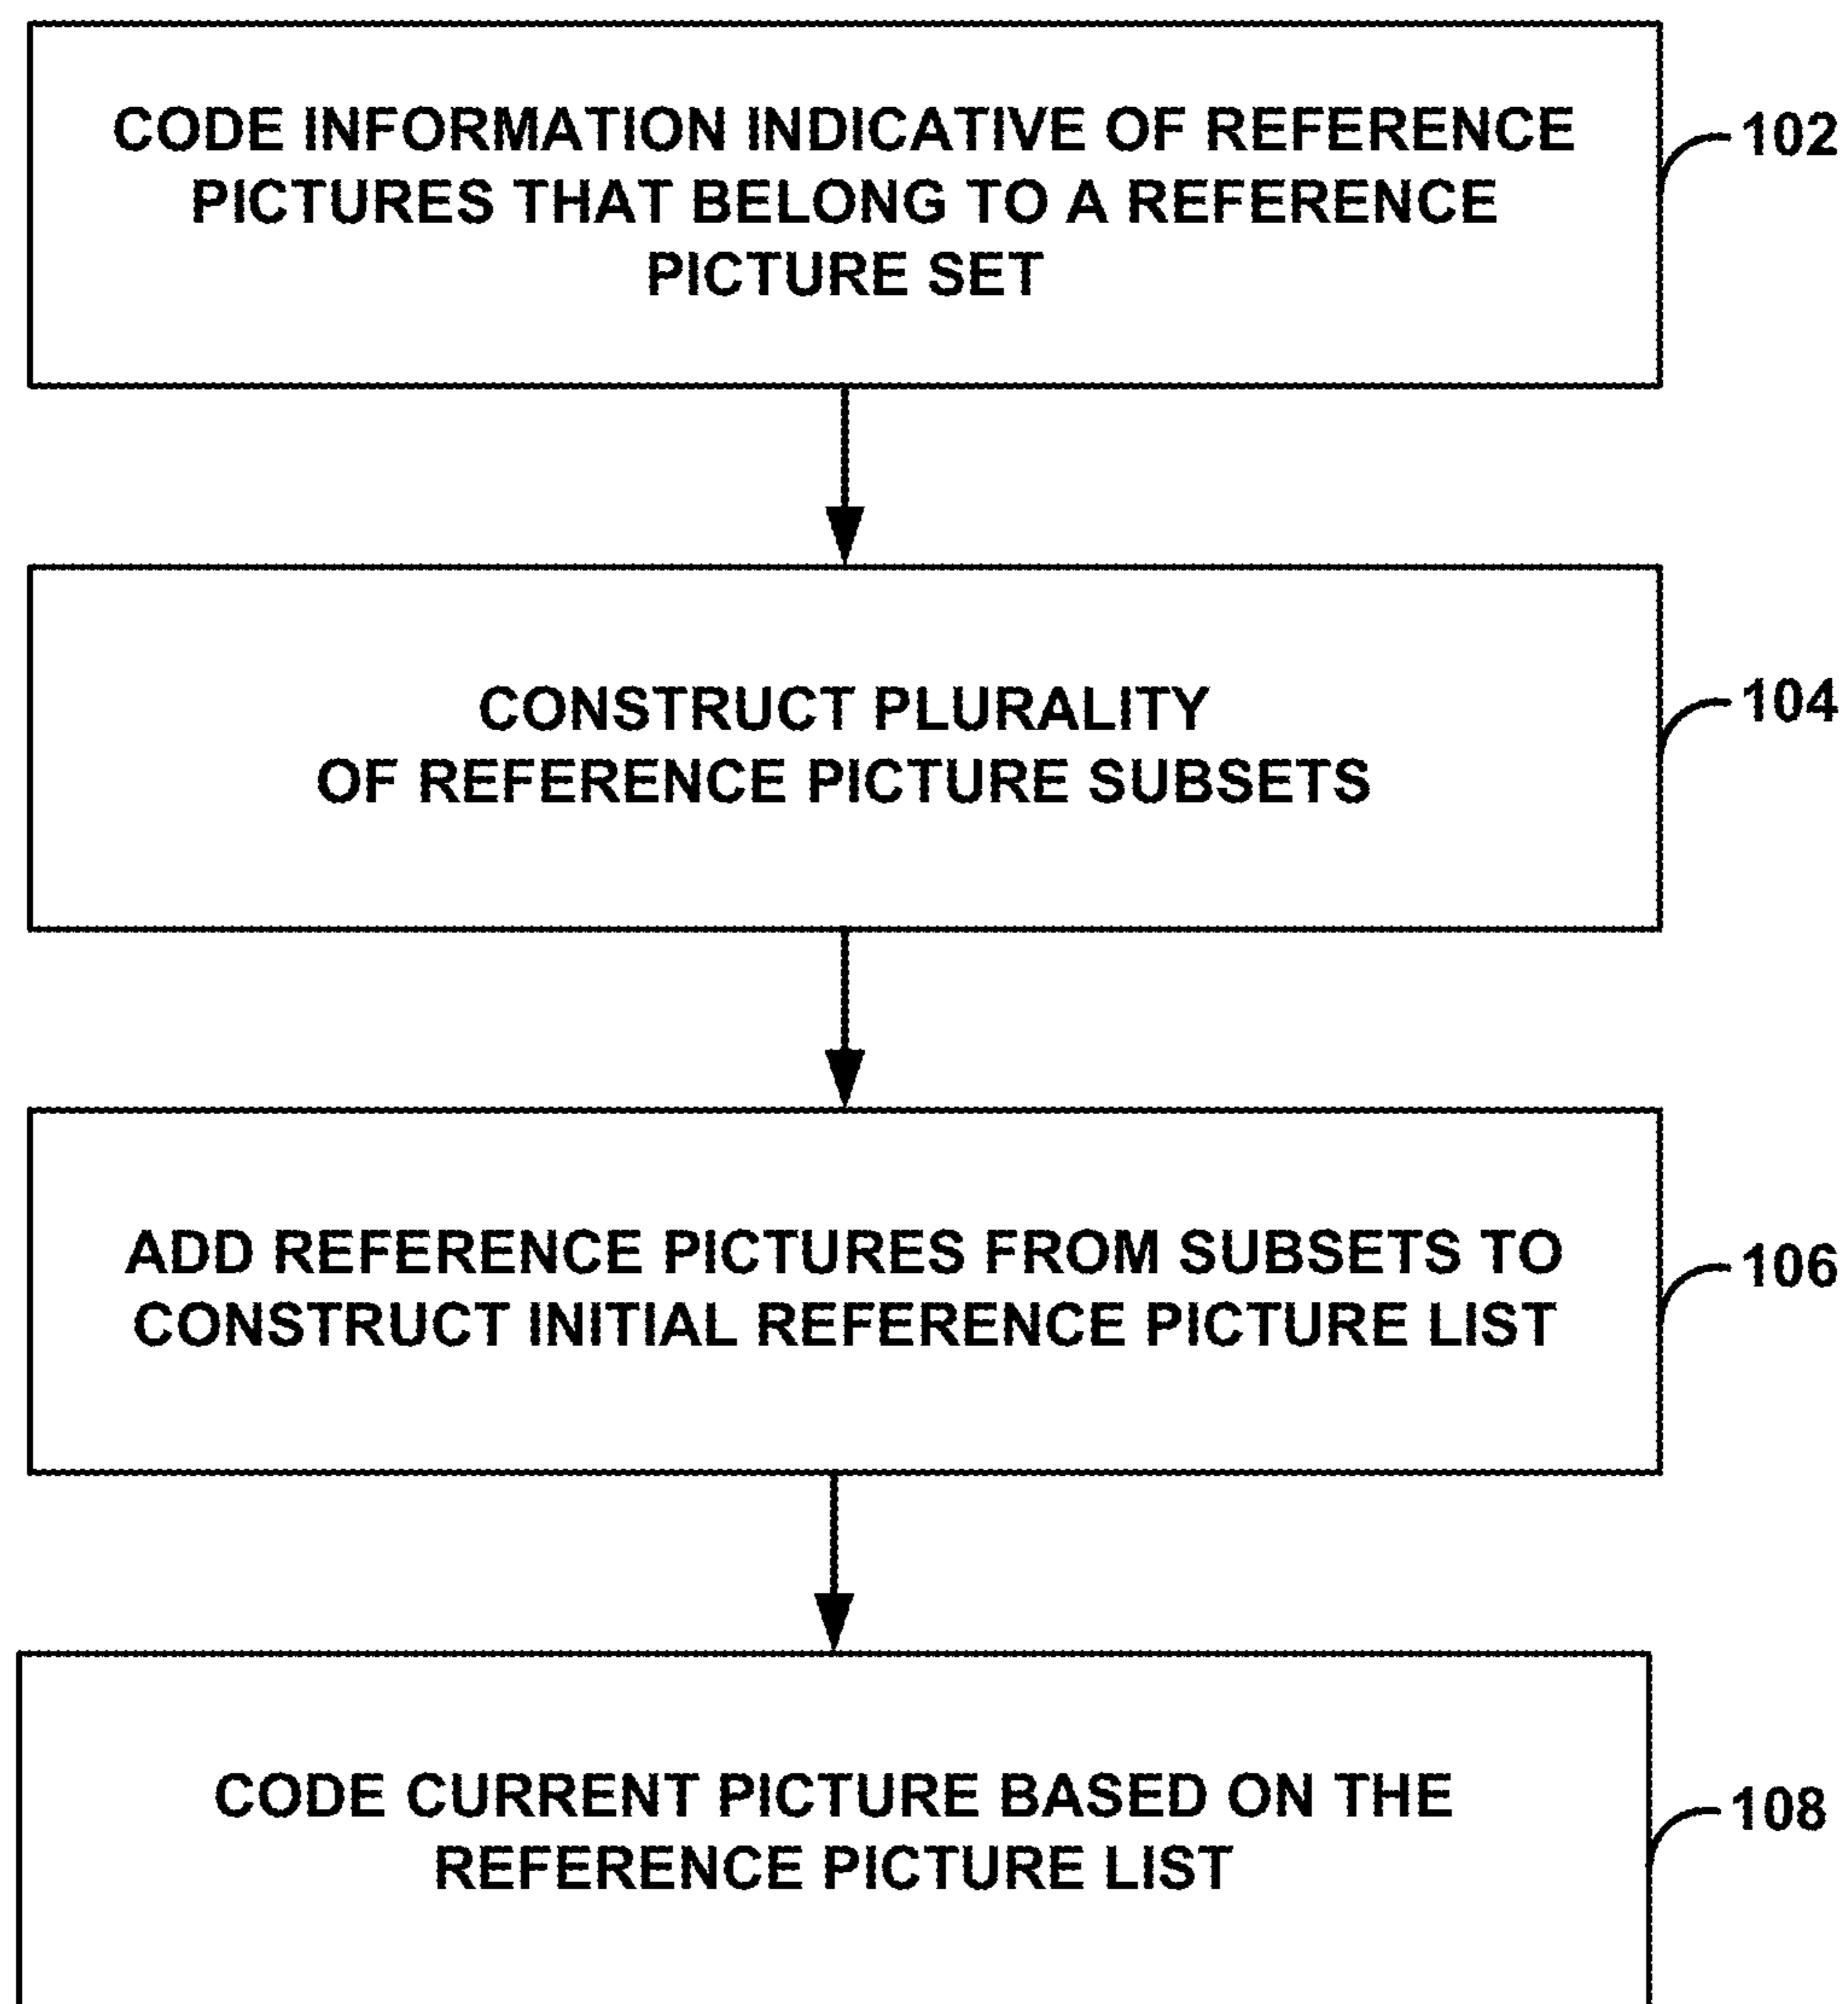 CODE INFORMATION INDICATIVE OF REFERENCE
PICTURES THAT BELONG TO A REFERENCE
PICTURE SET
102
CONSTRUCT PLURALITY
OF REFERENCE PICTURE SUBSETS
104
ADD REFERENCE PICTURES FROM SUBSETS TO
CONSTRUCT INITIAL REFERENCE PICTURE LIST
106
CODE CURRENT PICTURE BASED ON THE
REFERENCE PICTURE LIST
108